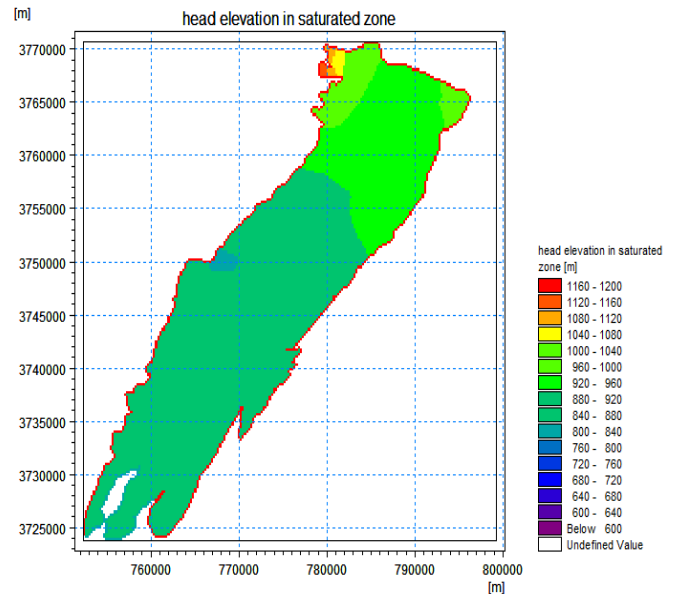 [m]
head elevation in saturated zone
3770000
3765000
3760000
3755000
3750000
3745000
3740000
3735000
3730000
3725000
760000 770000 780000 790000 800000
[m]
head elevation in saturated
zone [m]
1160 - 1200
1120 - 1160
1080 - 1120
1040 - 1080
1000 - 1040
960 - 1000
920 - 960
880 - 920
840 - 880
800 - 840
760 - 800
720 - 760
680 - 720
640 - 680
600 - 640
Below 600
Undefined Value